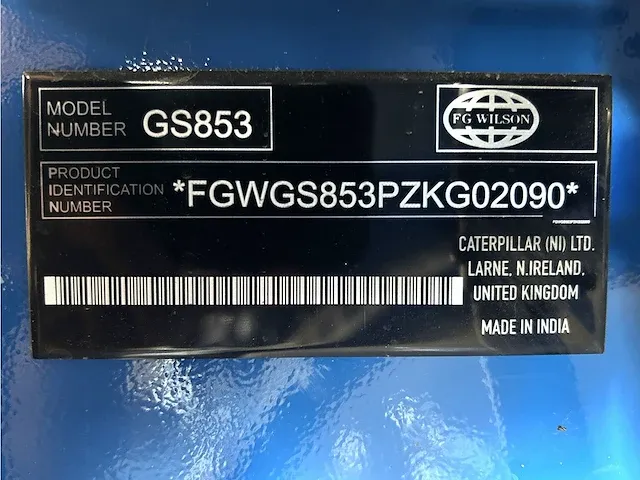 MODEL
NUMBER GS853
FG WILSON
PRODUCT
IDENTIFICATION
NUMBER *FGWGS853PZKG02090*
CATERPILLAR (NI) LTD.
LARNE, N.IRELAND,
UNITED KINGDOM
MADE IN INDIA